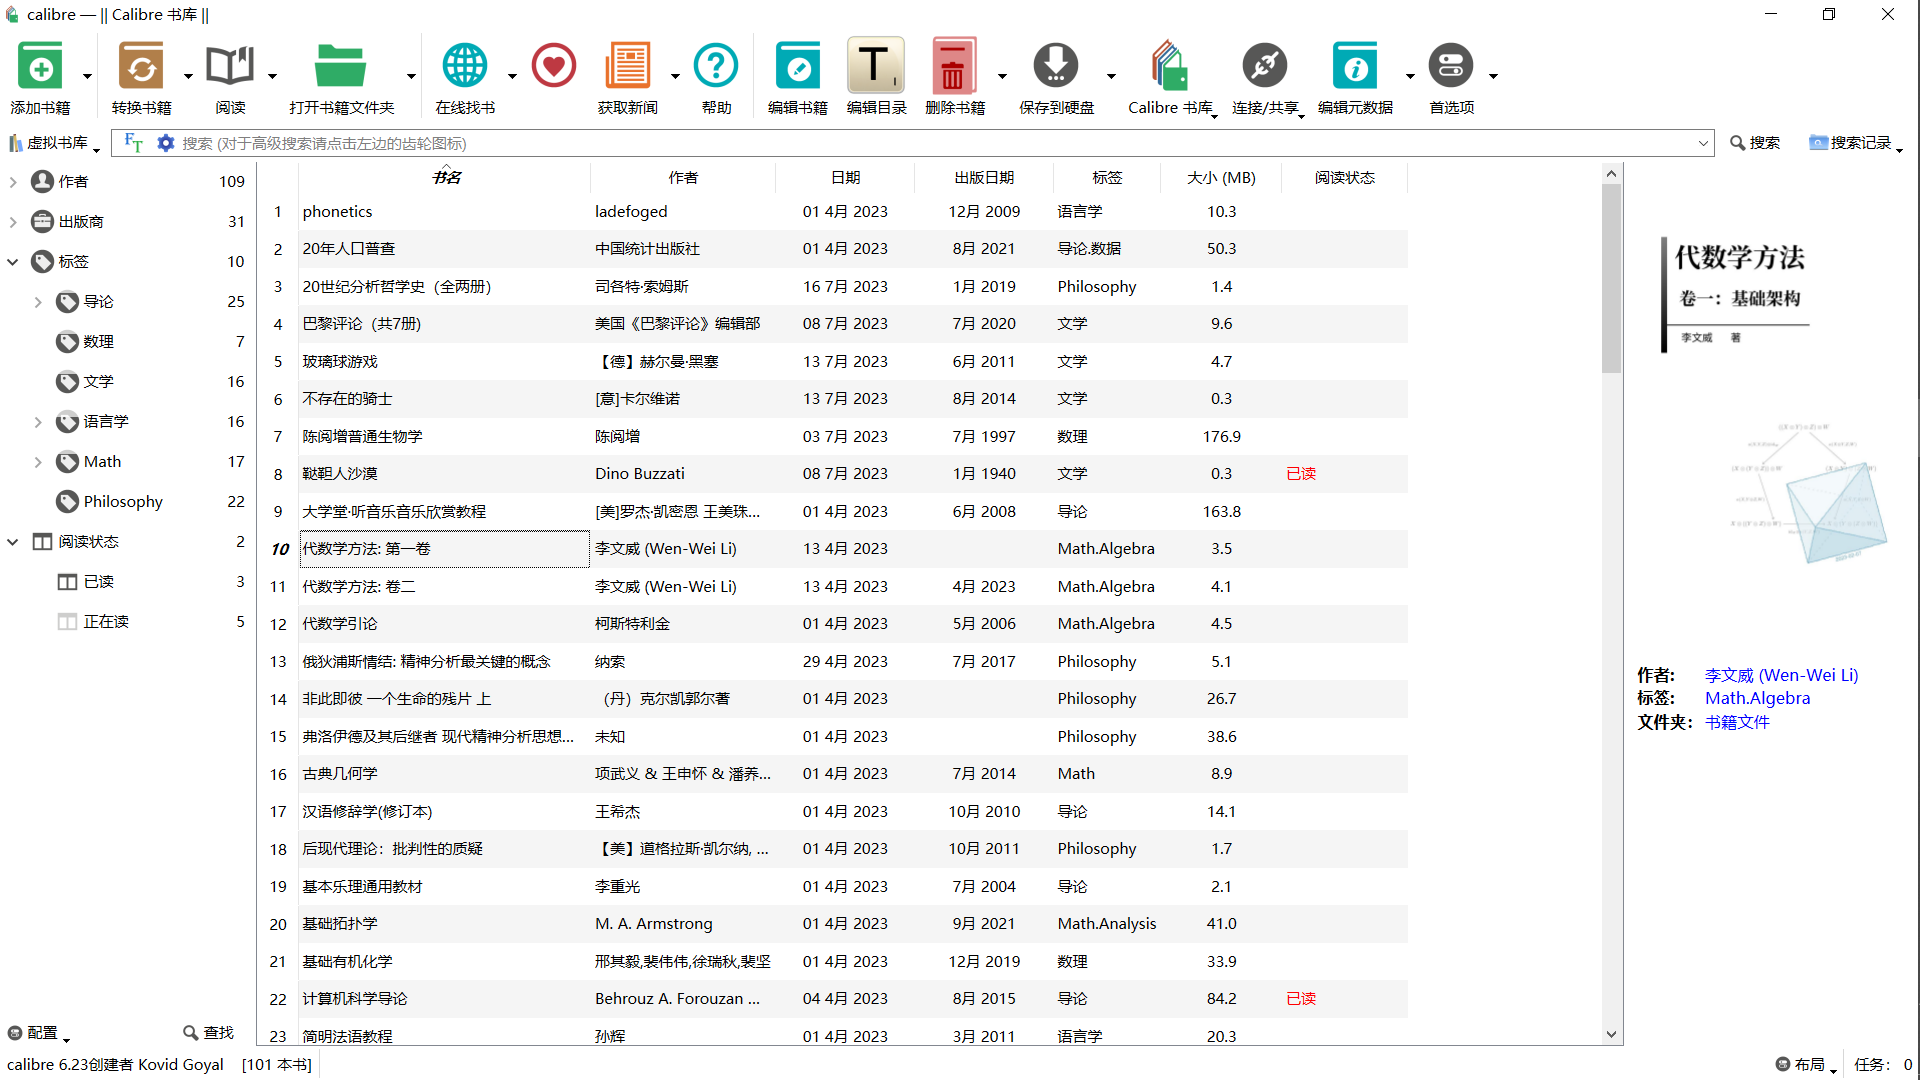 calibre — || Calibre 书库 ||
添加书籍 转换书籍 阅读 打开书籍文件夹 在线找书 获取新闻 帮助 编辑书籍 编辑目录 删除书籍 保存到硬盘 Calibre 书库 连接/共享 编辑元数据 首选项
虚拟书库 搜索 (对于高级搜索请点击左边的齿轮图标) 搜索 搜索记录
作者 109
出版商 31
标签 10
导论 25
数理 7
文学 16
语言学 16
Math 17
Philosophy 22
阅读状态 2
已读 3
正在读 5
书名 作者 日期 出版日期 标签 大小 (MB) 阅读状态
1 phonetics ladefoged 01 4月 2023 12月 2009 语言学 10.3
2 20年人口普查 中国统计出版社 01 4月 2023 8月 2021 导论.数据 50.3
3 20世纪分析哲学史（全两册） 司各特·索姆斯 16 7月 2023 1月 2019 Philosophy 1.4
4 巴黎评论（共7册) 美国《巴黎评论》编辑部 08 7月 2023 7月 2020 文学 9.6
5 玻璃球游戏 【德】赫尔曼·黑塞 13 7月 2023 6月 2011 文学 4.7
6 不存在的骑士 [意]卡尔维诺 13 7月 2023 8月 2014 文学 0.3
7 陈阅增普通生物学 陈阅增 03 7月 2023 7月 1997 数理 176.9
8 鞑靼人沙漠 Dino Buzzati 08 7月 2023 1月 1940 文学 0.3 已读
9 大学堂·听音乐音乐欣赏教程 [美]罗杰·凯密恩 王美珠... 01 4月 2023 6月 2008 导论 163.8
10 代数学方法: 第一卷 李文威 (Wen-Wei Li) 13 4月 2023 Math.Algebra 3.5
11 代数学方法: 卷二 李文威 (Wen-Wei Li) 13 4月 2023 4月 2023 Math.Algebra 4.1
12 代数学引论 柯斯特利金 01 4月 2023 5月 2006 Math.Algebra 4.5
13 俄狄浦斯情结: 精神分析最关键的概念 纳索 29 4月 2023 7月 2017 Philosophy 5.1
14 非此即彼 一个生命的残片 上 （丹）克尔凯郭尔著 01 4月 2023 Philosophy 26.7
15 弗洛伊德及其后继者 现代精神分析思想... 未知 01 4月 2023 Philosophy 38.6
16 古典几何学 项武义 & 王申怀 & 潘养... 01 4月 2023 7月 2014 Math 8.9
17 汉语修辞学(修订本) 王希杰 01 4月 2023 10月 2010 导论 14.1
18 后现代理论：批判性的质疑 【美】道格拉斯·凯尔纳, ... 01 4月 2023 10月 2011 Philosophy 1.7
19 基本乐理通用教材 李重光 01 4月 2023 7月 2004 导论 2.1
20 基础拓扑学 M. A. Armstrong 01 4月 2023 9月 2021 Math.Analysis 41.0
21 基础有机化学 邢其毅,裴伟伟,徐瑞秋,裴坚 01 4月 2023 12月 2019 数理 33.9
22 计算机科学导论 Behrouz A. Forouzan ... 04 4月 2023 8月 2015 导论 84.2 已读
23 简明法语教程 孙辉 01 4月 2023 3月 2011 语言学 20.3
代数学方法
卷一：基础架构
李文威 著
作者: 李文威 (Wen-Wei Li)
标签: Math.Algebra
文件夹: 书籍文件
配置 查找
calibre 6.23创建者 Kovid Goyal [101 本书] 布局 任务: 0